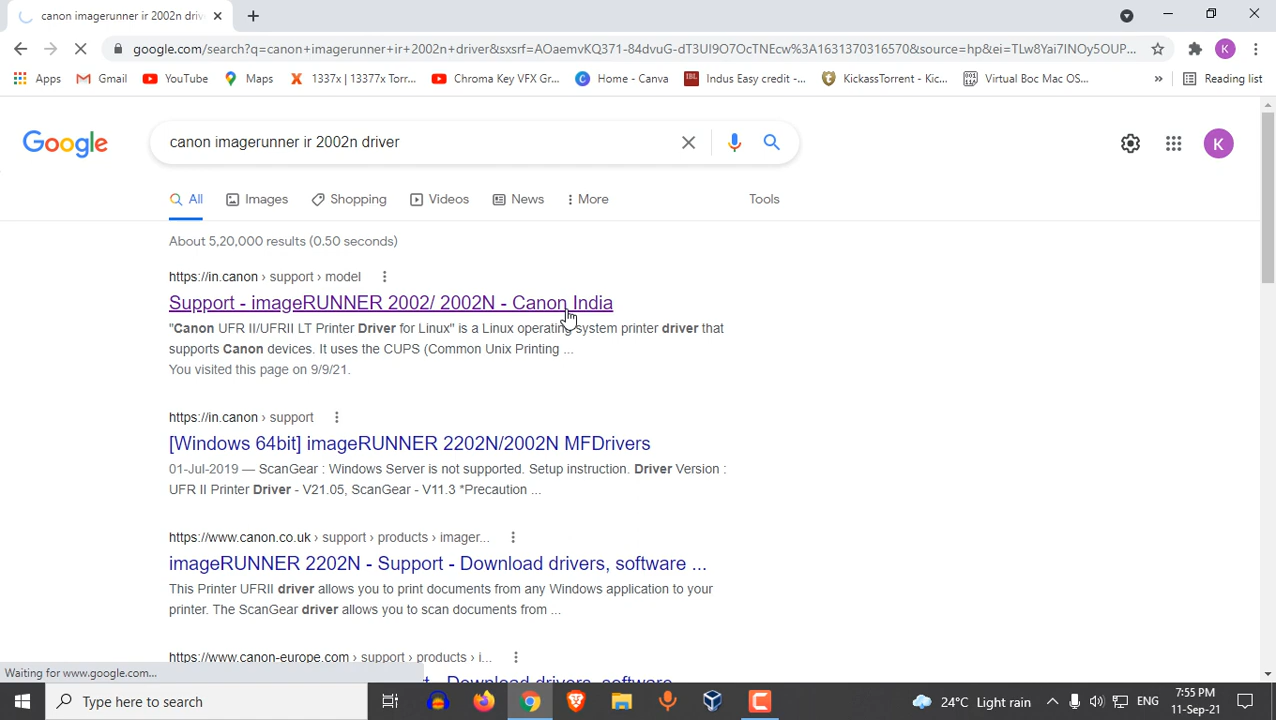 canon imagerunner ir 2002n driv
google.com/search?q=canon+imagerunner+ir+2002n+driver&sxsrf=AOaemvKQ371-84dvuG-dT3UI9O7OcTNEcw%3A1631370316570&source=hp&ei=TLw8Yai7INOy5OUP...
Apps Gmail YouTube Maps 1337x | 13377x Torr... Chroma Key VFX Gr... Home - Canva Indus Easy credit -... KickassTorrent - Kic... Virtual Boc Mac OS... » Reading list
Google
canon imagerunner ir 2002n driver
K
All Images Shopping Videos News More Tools
About 5,20,000 results (0.50 seconds)
https://in.canon › support › model
Support - imageRUNNER 2002/ 2002N - Canon India
"Canon UFR II/UFRII LT Printer Driver for Linux" is a Linux operating system printer driver that
supports Canon devices. It uses the CUPS (Common Unix Printing ...
You visited this page on 9/9/21.
https://in.canon › support
[Windows 64bit] imageRUNNER 2202N/2002N MFDrivers
01-Jul-2019 — ScanGear : Windows Server is not supported. Setup instruction. Driver Version :
UFR II Printer Driver - V21.05, ScanGear - V11.3 *Precaution ...
https://www.canon.co.uk › support › products › imager...
imageRUNNER 2202N - Support - Download drivers, software ...
This Printer UFRII driver allows you to print documents from any Windows application to your
printer. The ScanGear driver allows you to scan documents from ...
https://www.canon-europe.com › support › products › i...
Download drivers, software
Waiting for www.google.com...
Type here to search
24°C Light rain
ENG
7:55 PM
11-Sep-21